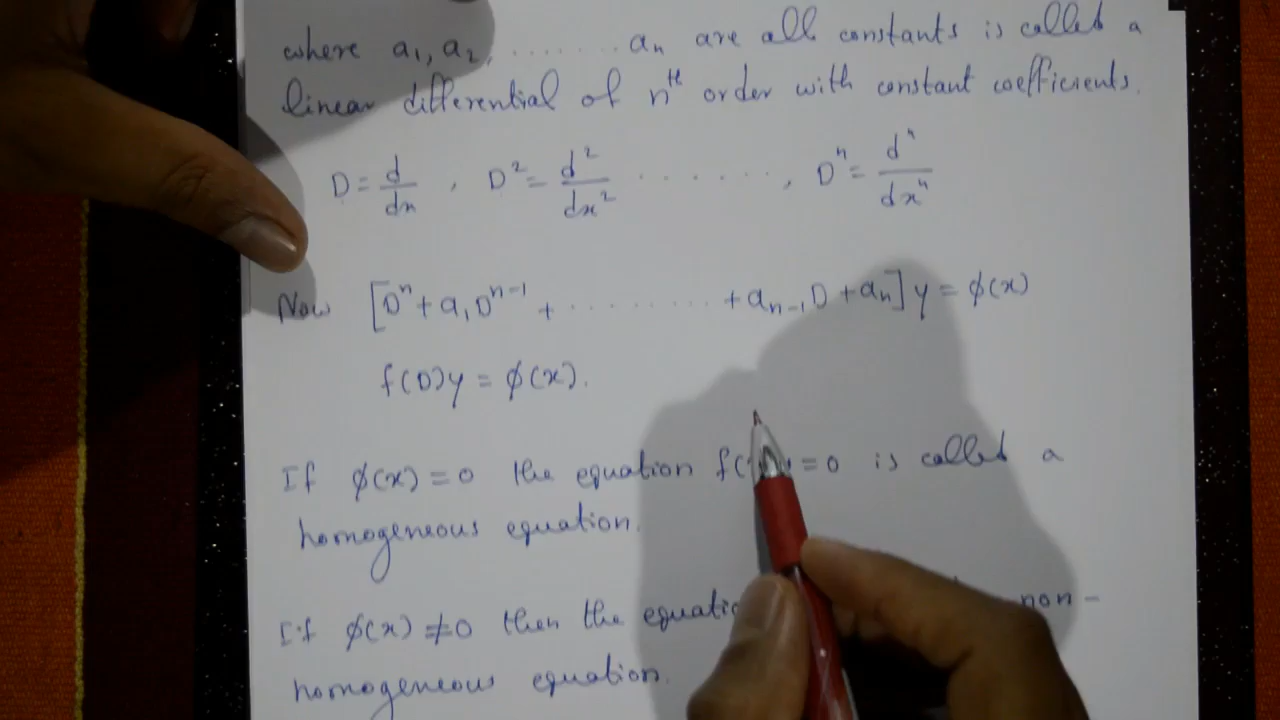 where a₁, a₂, ........ aₙ are all constants is called a
linear differential of nᵗʰ order with constant coefficients.
D = d/dx , D² = d²/dx² ........ , Dⁿ = dⁿ/dxⁿ
Now [Dⁿ + a₁Dⁿ⁻¹ + .......... + aₙ₋₁D + aₙ] y = ϕ(x)
f(D)y = ϕ(x).
If ϕ(x) = 0 the equation f( = 0 is called a
homogeneous equation.
If ϕ(x) ≠ 0 then the non-
homogeneous equation.